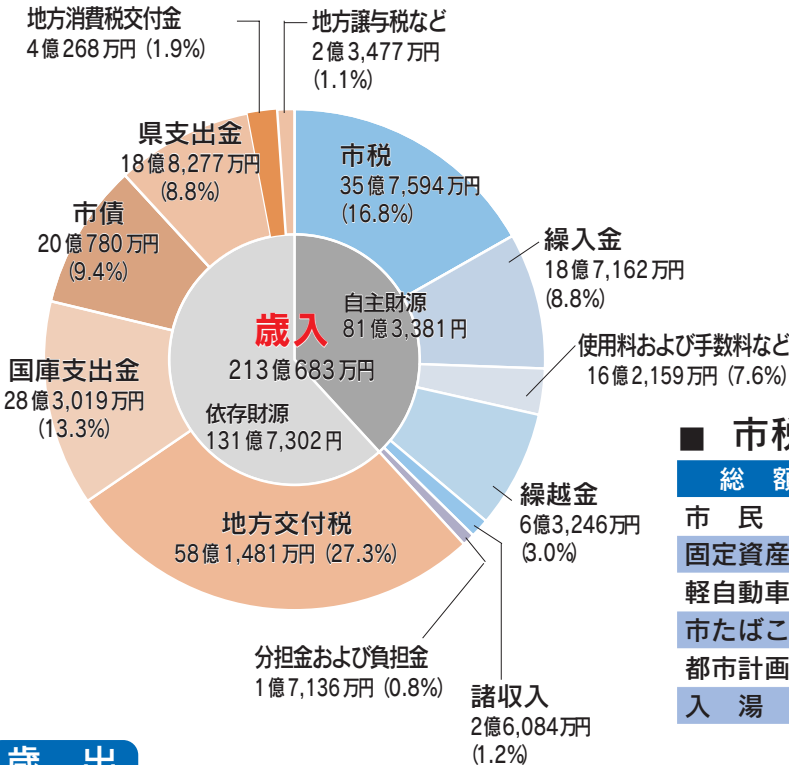 地方消費税交付金
4億268万円 (1.9%)
地方譲与税など
2億3,477万円
(1.1%)
県支出金
18億8,277万円
(8.8%)
市税
35億7,594万円
(16.8%)
市債
20億780万円
(9.4%)
繰入金
18億7,162万円
(8.8%)
自主財源
81億3,381円
歳入
213億683万円
使用料および手数料など
16億2,159万円 (7.6%)
国庫支出金
28億3,019万円
(13.3%)
依存財源
131億7,302円
繰越金
6億3,246万円
(3.0%)
地方交付税
58億1,481万円 (27.3%)
分担金および負担金
1億7,136万円 (0.8%)
諸収入
2億6,084万円
(1.2%)
■ 市税
総 額
市 民
固定資産
軽自動車
市たばこ
都市計画
入 湯
歳 出